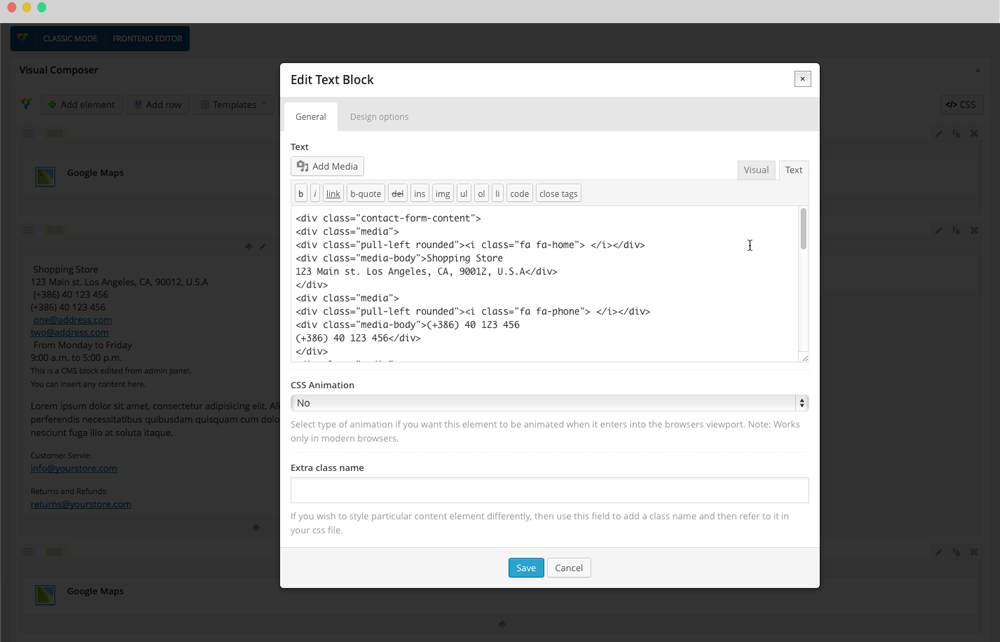 CLASSIC MODE FRONTEND EDITOR
Visual Composer
Add element Add row Templates </> CSS
Google Maps
Shopping Store
123 Main st. Los Angeles, CA, 90012, U.S.A
(+386) 40 123 456
(+386) 40 123 456
one@address.com
two@address.com
From Monday to Friday
9:00 a.m. to 5:00 p.m.
This is a CMS block edited from admin panel.
You can insert any content here.
Lorem ipsum dolor sit amet, consectetur adipisicing elit.
perferendis necessitatibus quibusdam quisquam cum
nesciunt fuga illo at soluta itaque.
Customer Servie:
info@yourstore.com
Returns and Refunds:
returns@yourstore.com
Google Maps
Edit Text Block
×
General Design options
Text
Add Media
Visual Text
b i link b-quote del ins img ul ol li code close tags
<div class="contact-form-content">
<div class="media">
<div class="pull-left rounded"><i class="fa fa-home"> </i></div>
<div class="media-body">Shopping Store
123 Main st. Los Angeles, CA, 90012, U.S.A</div>
</div>
<div class="media">
<div class="pull-left rounded"><i class="fa fa-phone"> </i></div>
<div class="media-body">(+386) 40 123 456
(+386) 40 123 456</div>
</div>
CSS Animation
No
Select type of animation if you want this element to be animated when it enters into the browsers viewport. Note: Works
only in modern browsers.
Extra class name
If you wish to style particular content element differently, then use this field to add a class name and then refer to it in
your css file.
Save Cancel